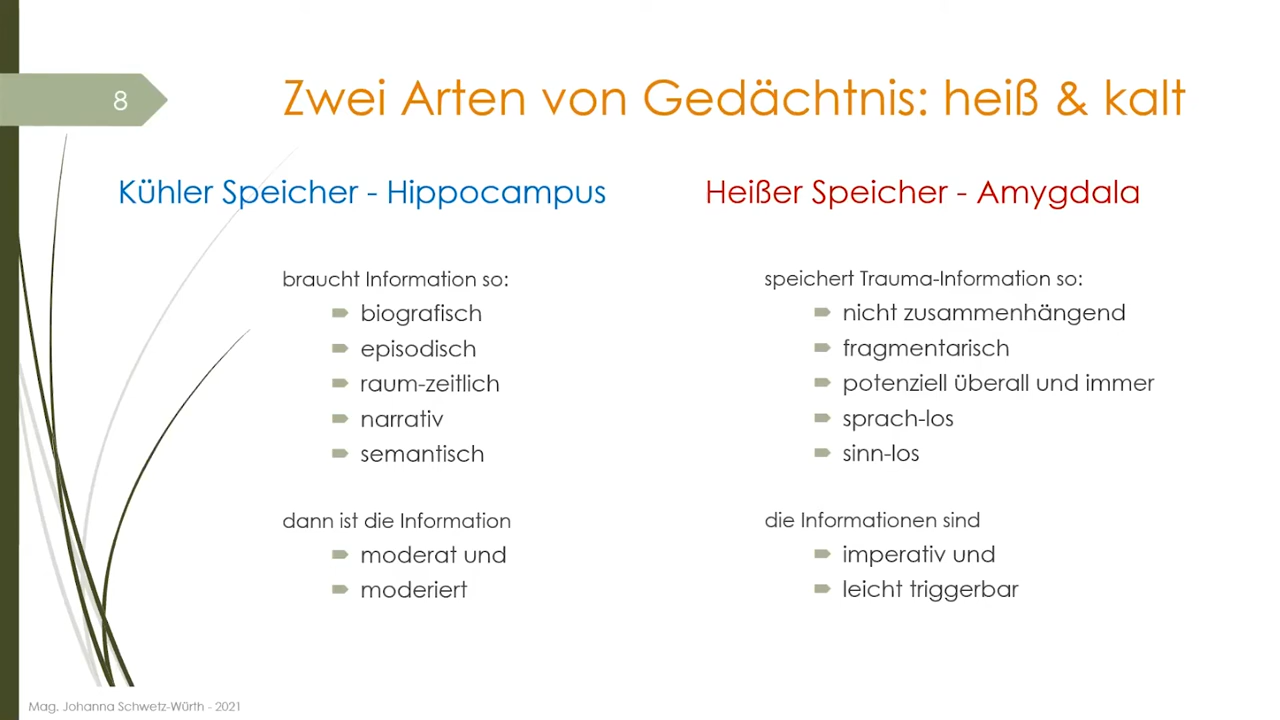 8
Zwei Arten von Gedächtnis: heiß & kalt
Kühler Speicher - Hippocampus
braucht Information so:
biografisch
episodisch
raum-zeitlich
narrativ
semantisch
dann ist die Information
moderat und
moderiert
Heißer Speicher - Amygdala
speichert Trauma-Information so:
nicht zusammenhängend
fragmentarisch
potenziell überall und immer
sprach-los
sinn-los
die Informationen sind
imperativ und
leicht triggerbar
Mag. Johanna Schwetz-Würth - 2021